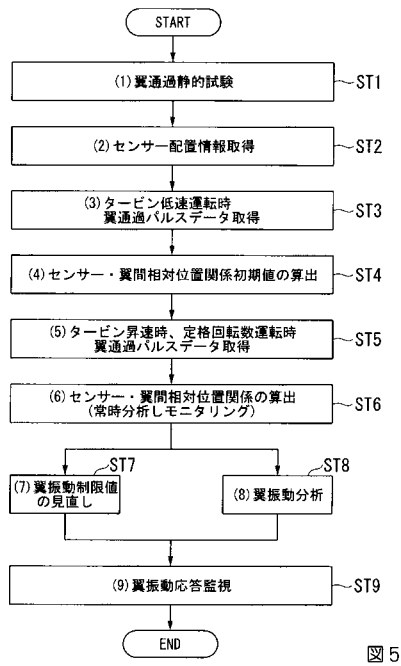 START
(1)翼通過静的試験
ST1
(2)センサー配置情報取得
ST2
(3)タービン低速運転時
翼通過パルスデータ取得
ST3
(4)センサー・翼間相対位置関係初期値の算出
ST4
(5)タービン昇速時、定格回転数運転時
翼通過パルスデータ取得
ST5
(6)センサー・翼間相対位置関係の算出
(常時分析しモニタリング)
ST6
ST7
(7)翼振動制限値
の見直し
ST8
(8)翼振動分析
(9)翼振動応答監視
ST9
END
図5